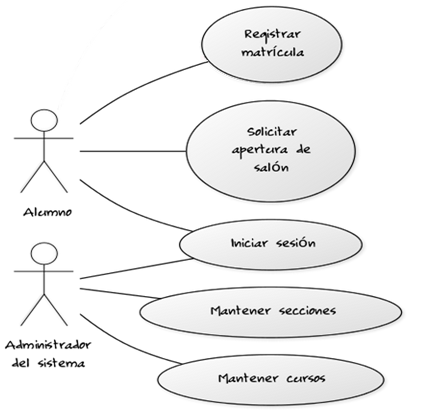 Registrar
matrícula
Solicitar
apertura de
salón
Alumno
Iniciar sesión
Mantener secciones
Administrador
del sistema
Mantener cursos